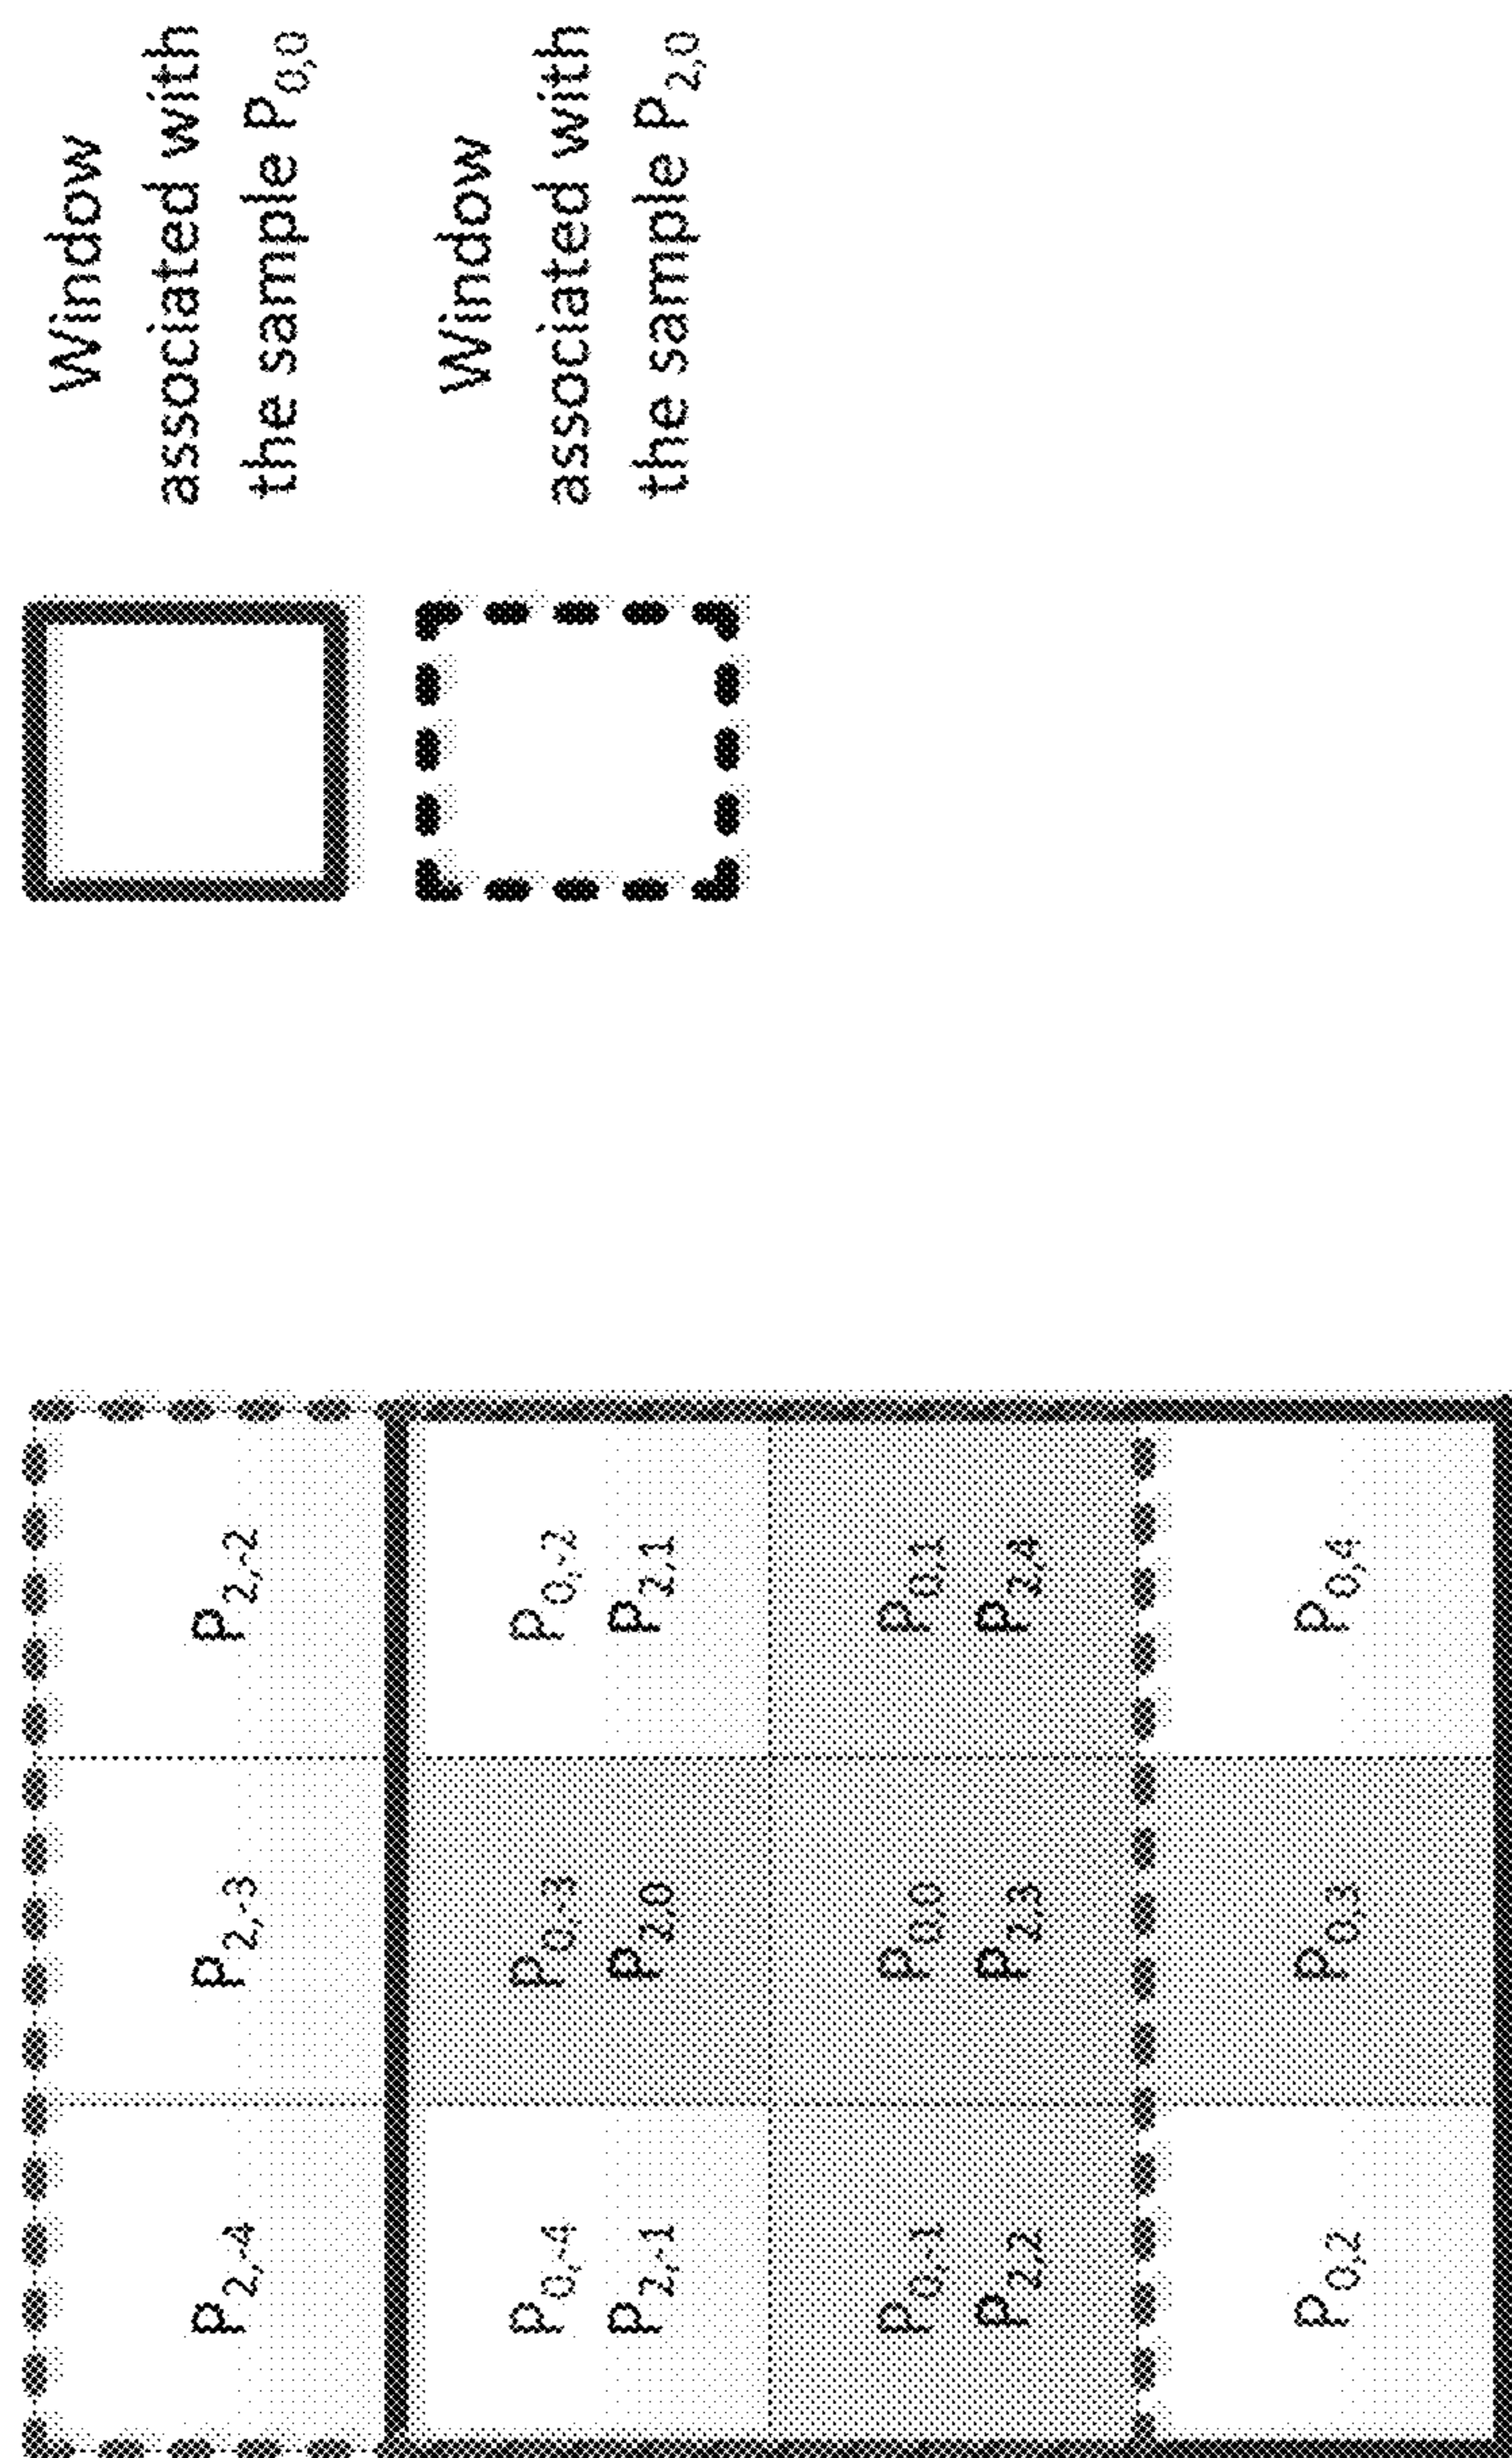 P2,-4 P2,-3 P2,-2
P0,-4 P0,-3 P0,-2
P2,-1 P2,0 P2,1
P0,-1 P0,0 P0,1
P2,2 P2,3 P2,4
P0,2 P0,3 P0,4
Window
associated with
the sample P0,0
Window
associated with
the sample P2,0